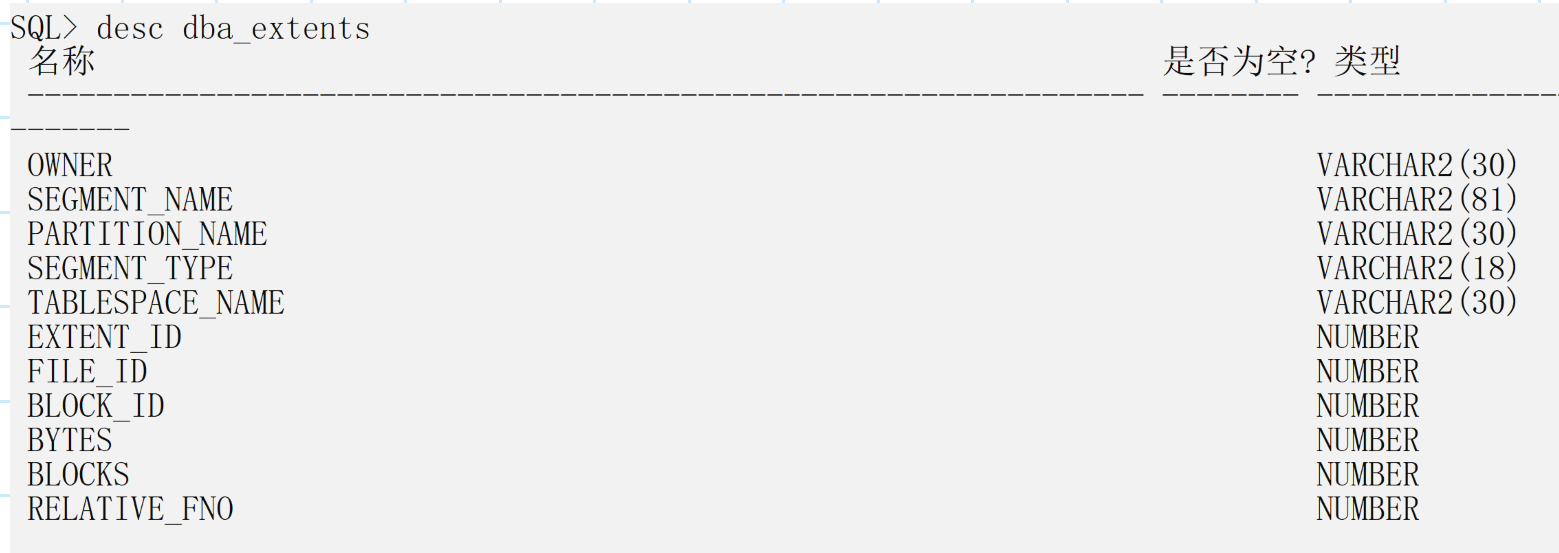 SQL> desc dba_extents
名称 是否为空? 类型
----------------------------------------------------------------- -------- --------------
-------
OWNER VARCHAR2(30)
SEGMENT_NAME VARCHAR2(81)
PARTITION_NAME VARCHAR2(30)
SEGMENT_TYPE VARCHAR2(18)
TABLESPACE_NAME VARCHAR2(30)
EXTENT_ID NUMBER
FILE_ID NUMBER
BLOCK_ID NUMBER
BYTES NUMBER
BLOCKS NUMBER
RELATIVE_FNO NUMBER